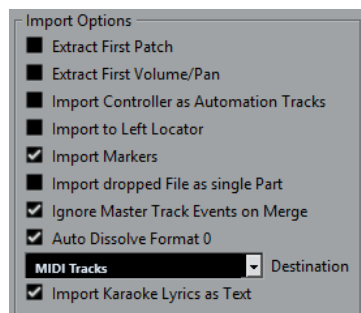 Import Options
Extract First Patch
Extract First Volume/Pan
Import Controller as Automation Tracks
Import to Left Locator
Import Markers
Import dropped File as single Part
Ignore Master Track Events on Merge
Auto Dissolve Format 0
MIDI Tracks Destination
Import Karaoke Lyrics as Text